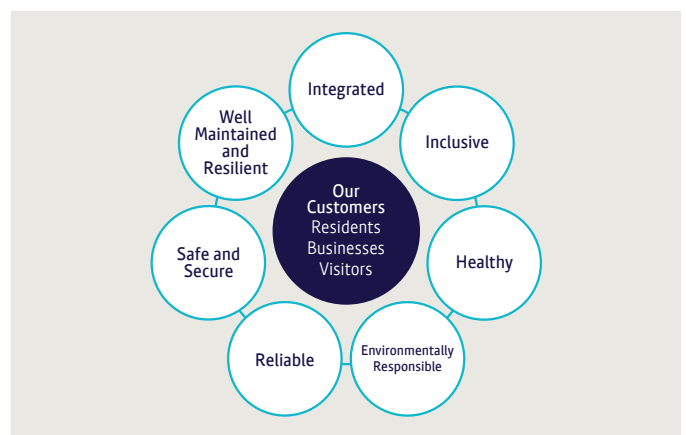 Integrated
Inclusive
Healthy
Environmentally
Responsible
Reliable
Safe and
Secure
Well
Maintained
and
Resilient
Our
Customers
Residents
Businesses
Visitors